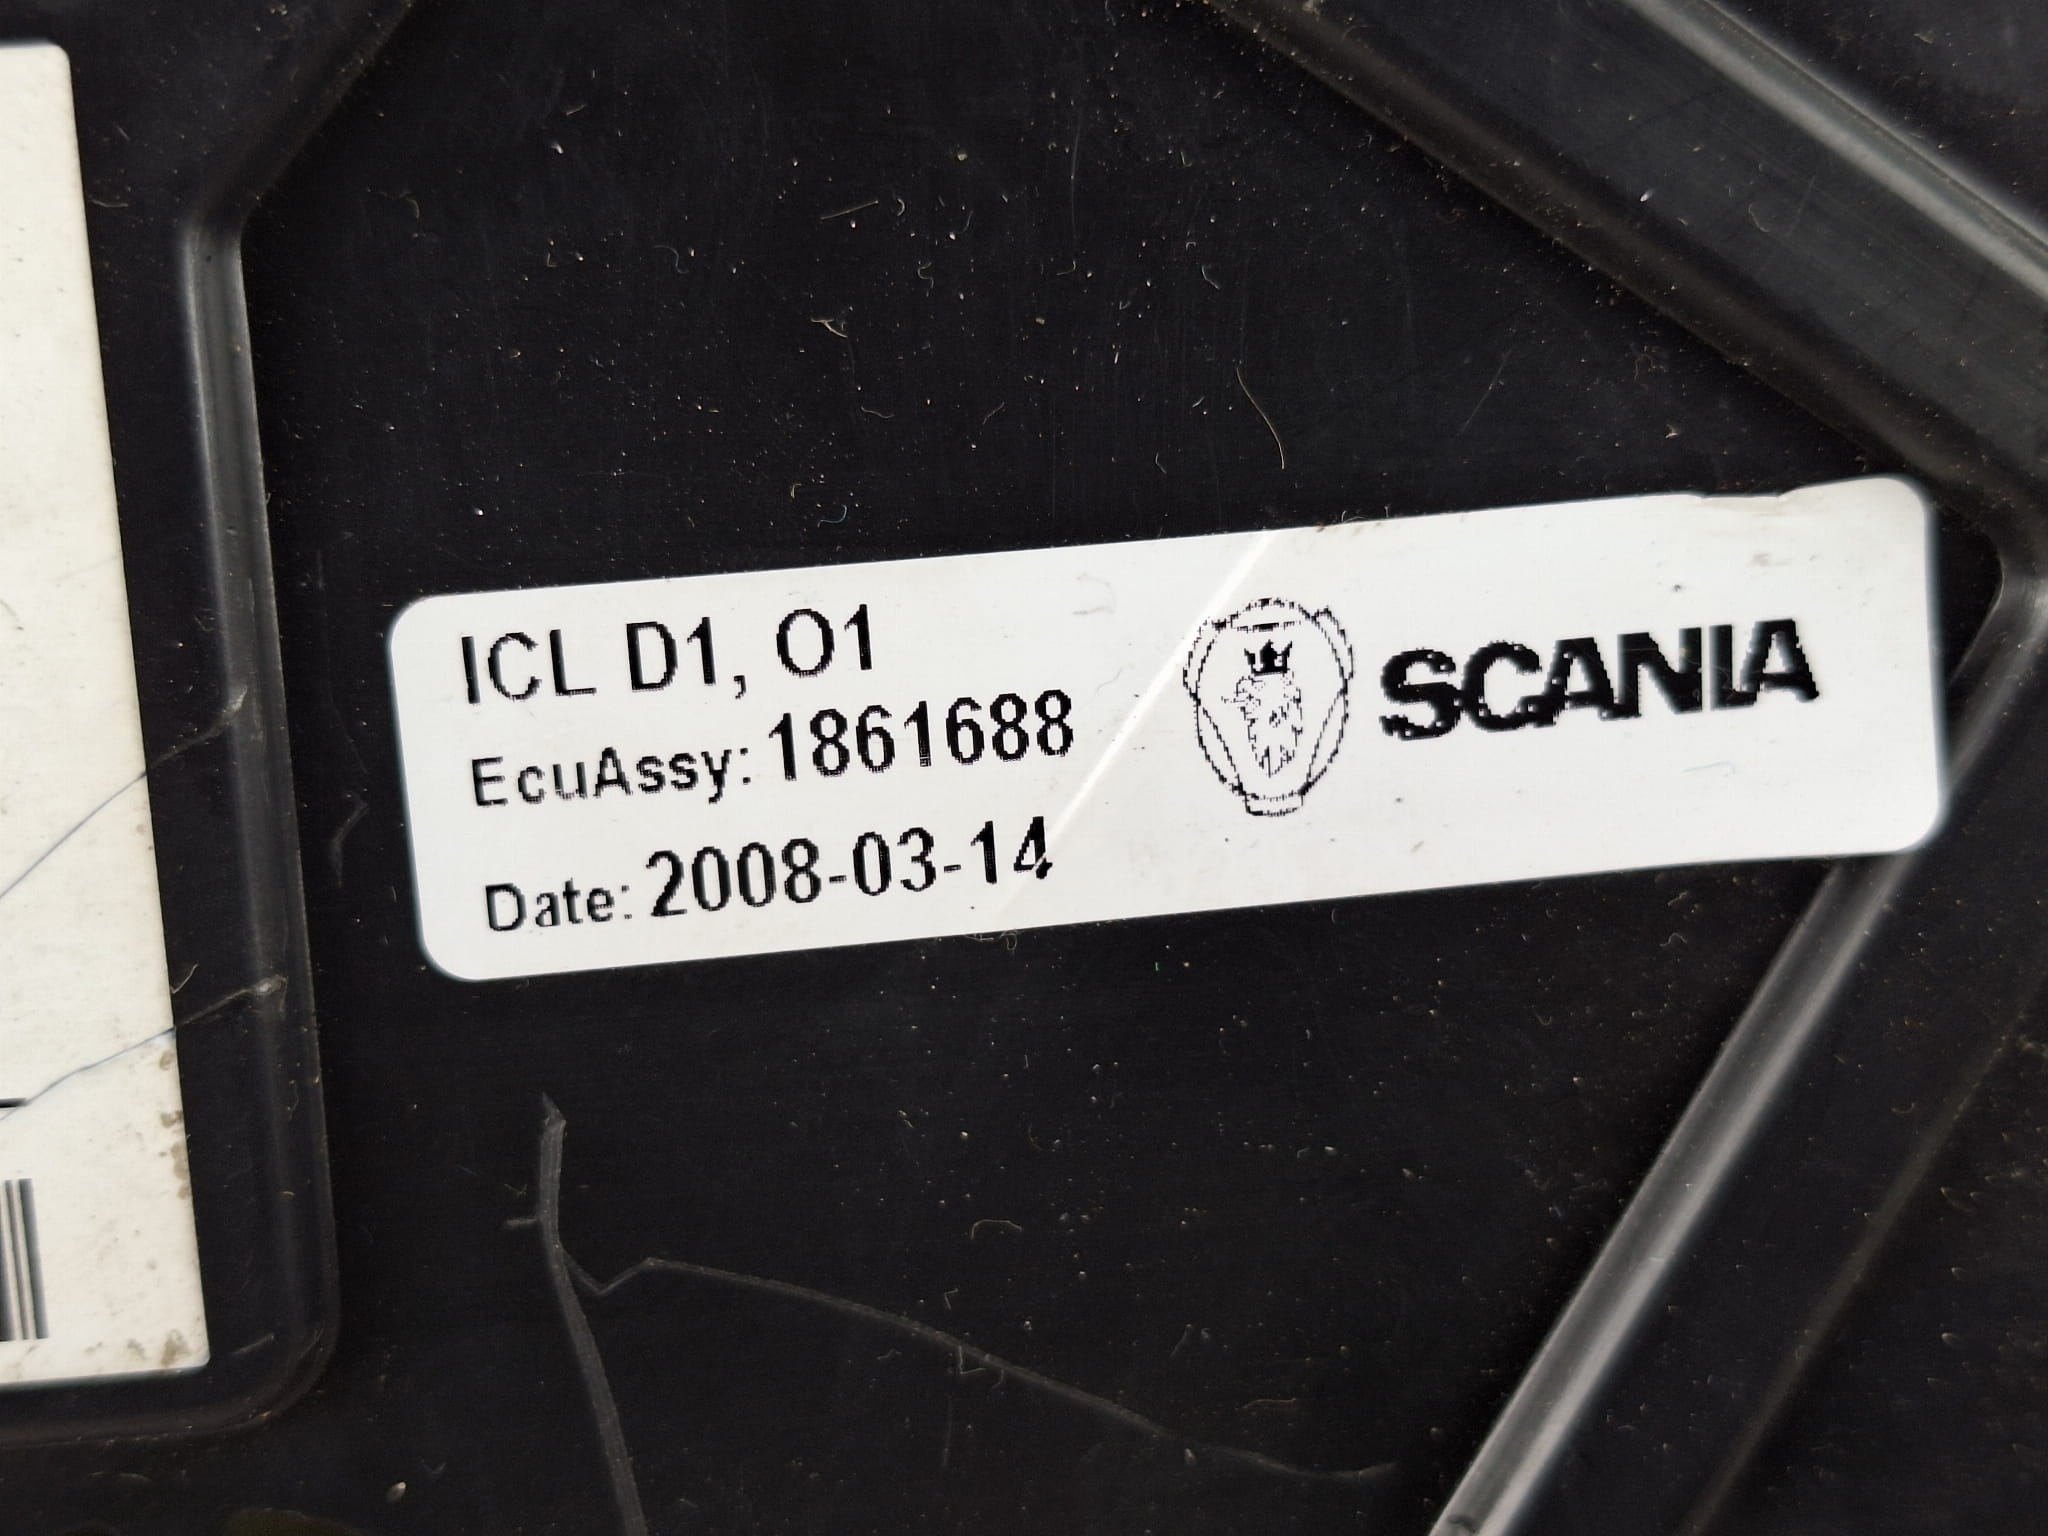 ICL D1, O1
EcuAssy: 1861688
Date: 2008-03-14
SCANIA